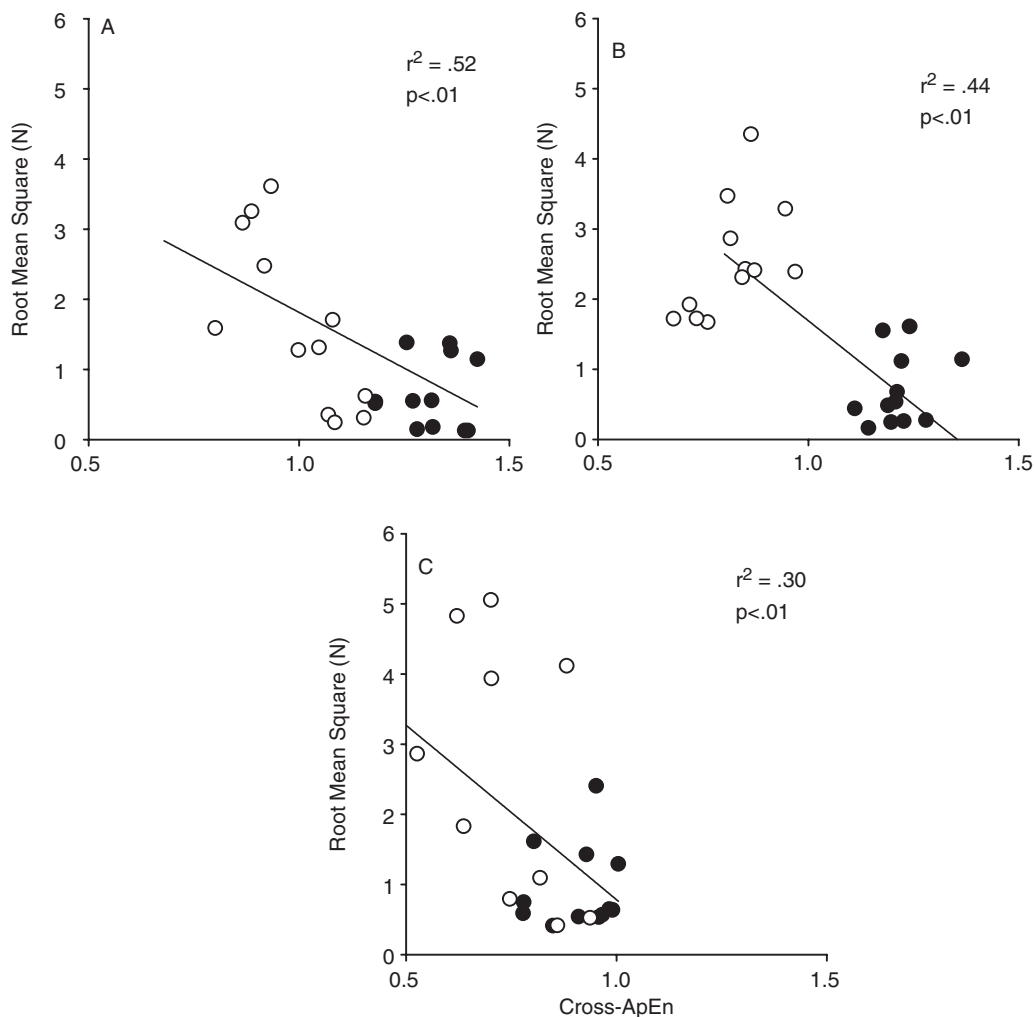 A
r² = .52
p<.01
Root Mean Square (N)
6
5
4
3
2
1
0
0.5 1.0 1.5
B
r² = .44
p<.01
Root Mean Square (N)
6
5
4
3
2
1
0
0.5 1.0 1.5
C
r² = .30
p<.01
Root Mean Square (N)
6
5
4
3
2
1
0
0.5 1.0 1.5
Cross-ApEn